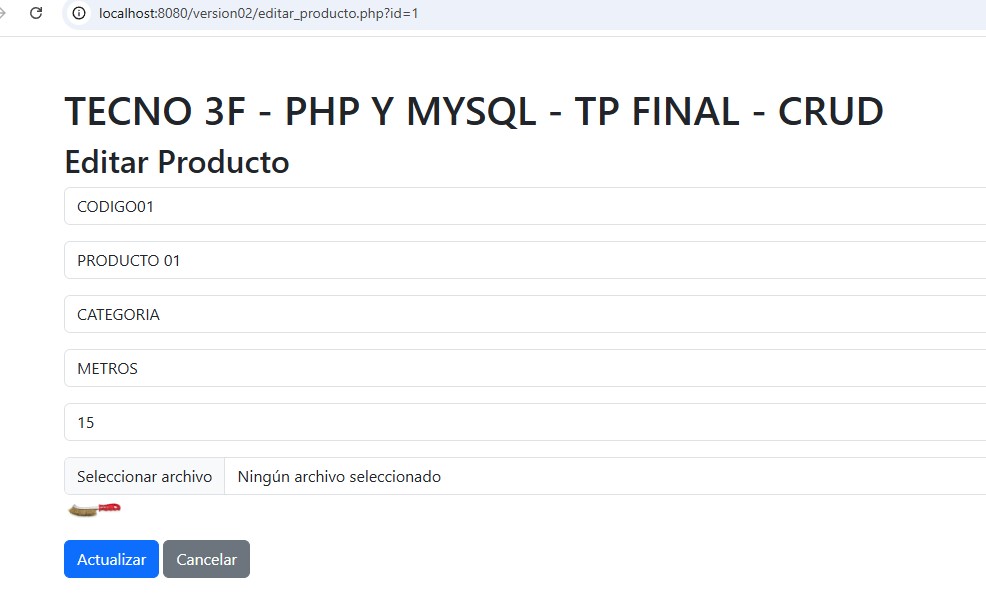 localhost:8080/version02/editar_producto.php?id=1
TECNO 3F - PHP Y MYSQL - TP FINAL - CRUD
Editar Producto
CODIGO01
PRODUCTO 01
CATEGORIA
METROS
15
Seleccionar archivo Ningún archivo seleccionado
Actualizar Cancelar